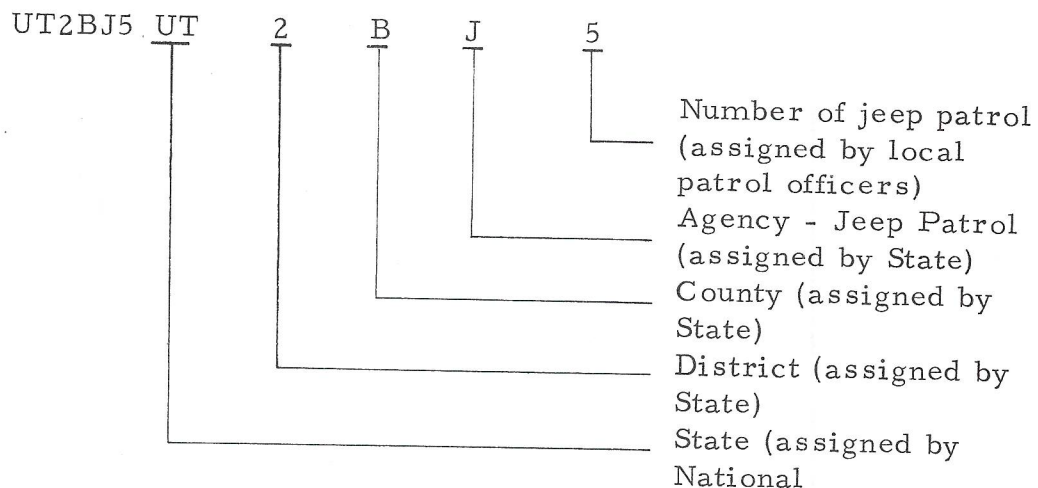 UT2BJ5 UT 2 B J 5
Number of jeep patrol
(assigned by local
patrol officers)
Agency - Jeep Patrol
(assigned by State)
County (assigned by
State)
District (assigned by
State)
State (assigned by
National